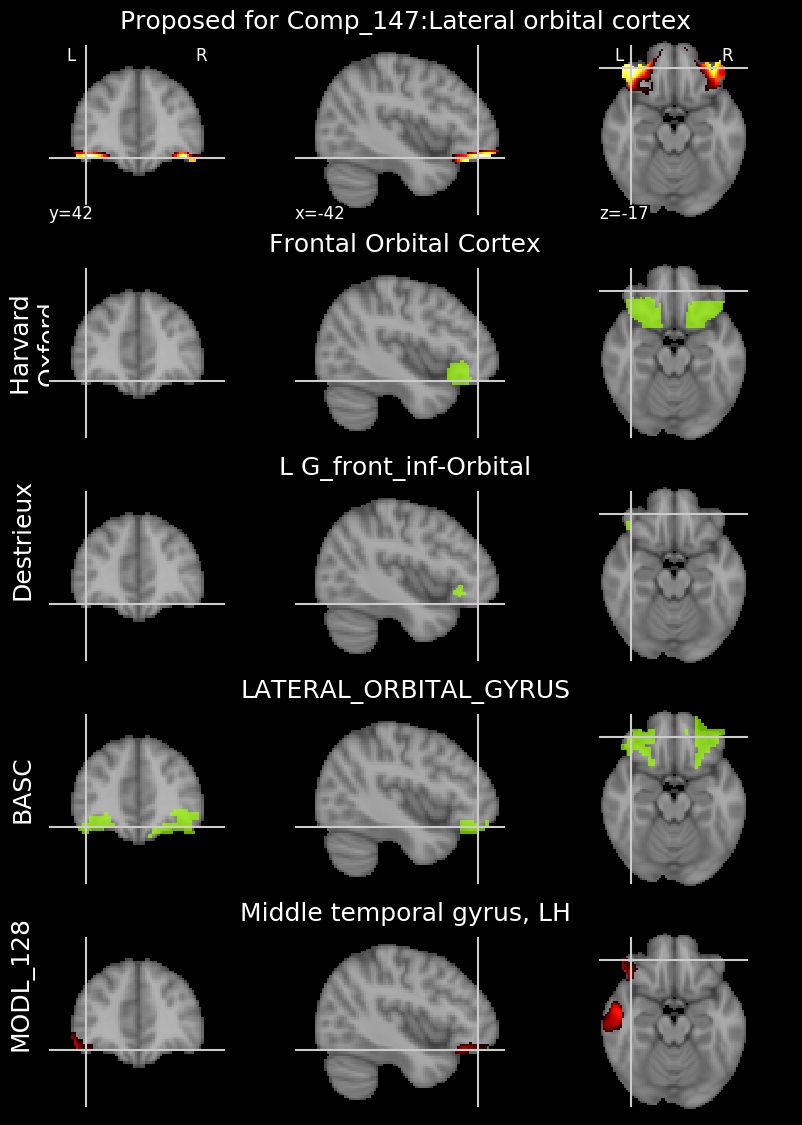 Proposed for Comp_147:Lateral orbital cortex
L R L R
y=42 x=-42 z=-17
Frontal Orbital Cortex
Harvard
Oxford
L G_front_inf-Orbital
Destrieux
LATERAL_ORBITAL_GYRUS
BASC
Middle temporal gyrus, LH
MODL_128